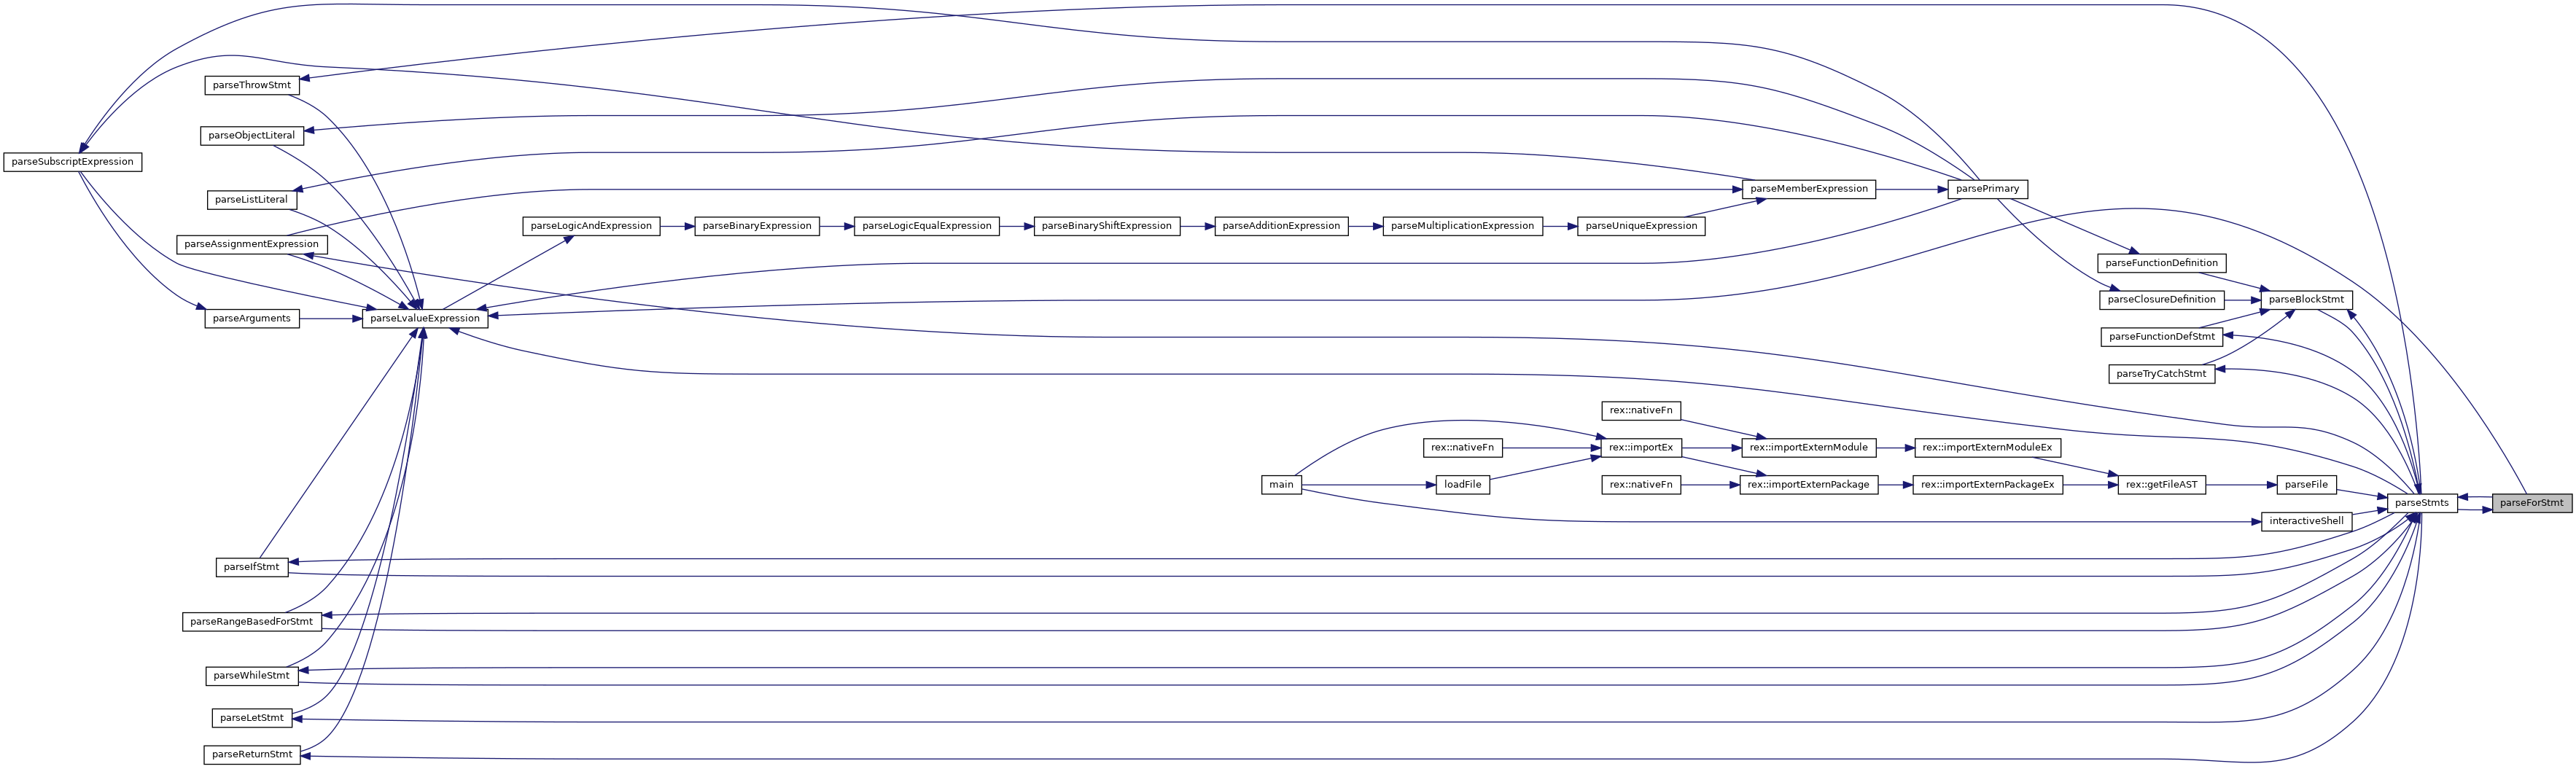 parseThrowStmt
parseObjectLiteral
parseSubscriptExpression
parseListLiteral
parseMemberExpression
parsePrimary
parseLogicAndExpression
parseBinaryExpression
parseLogicEqualExpression
parseBinaryShiftExpression
parseAdditionExpression
parseMultiplicationExpression
parseUniqueExpression
parseAssignmentExpression
parseFunctionDefinition
parseClosureDefinition
parseBlockStmt
parseArguments
parseLvalueExpression
parseFunctionDefStmt
parseTryCatchStmt
rex::nativeFn
rex::nativeFn
rex::importEx
rex::importExternModule
rex::importExternModuleEx
main
loadFile
rex::nativeFn
rex::importExternPackage
rex::importExternPackageEx
rex::getFileAST
parseFile
parseStmts
parseForStmt
interactiveShell
parseIfStmt
parseRangeBasedForStmt
parseWhileStmt
parseLetStmt
parseReturnStmt